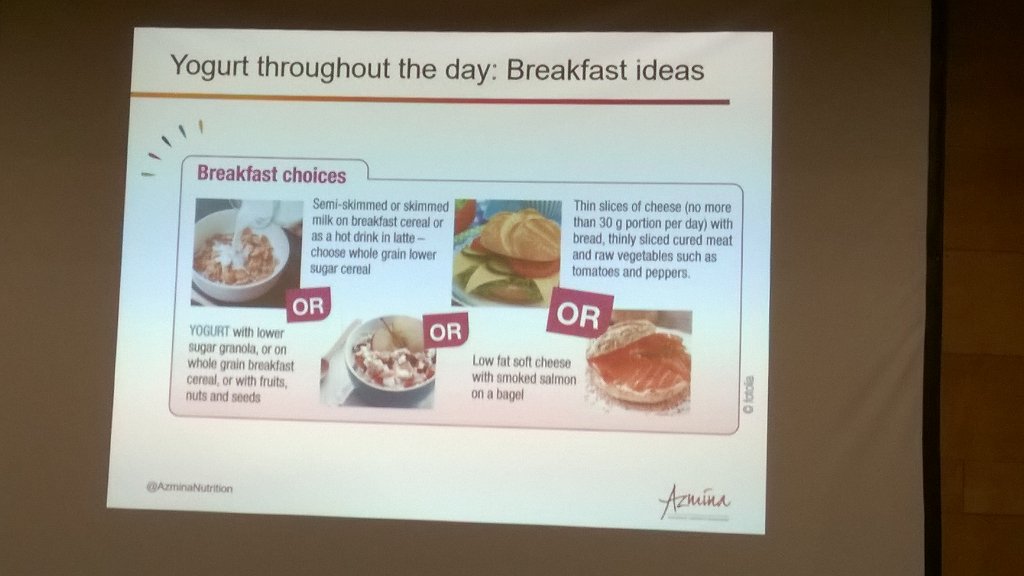 Yogurt throughout the day: Breakfast ideas
Breakfast choices
Semi-skimmed or skimmed
milk on breakfast cereal or
as a hot drink in latte –
choose whole grain lower
sugar cereal
OR
YOGURT with lower
sugar granola, or on
whole grain breakfast
cereal, or with fruits,
nuts and seeds
OR
Thin slices of cheese (no more
than 30 g portion per day) with
bread, thinly sliced cured meat
and raw vegetables such as
tomatoes and peppers.
OR
Low fat soft cheese
with smoked salmon
on a bagel
© fotolia
@AzminaNutrition
Azmina